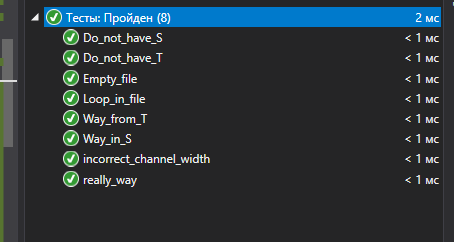 Тесты: Пройден (8) 2 мс
Do_not_have_S < 1 мс
Do_not_have_T < 1 мс
Empty_file < 1 мс
Loop_in_file < 1 мс
Way_from_T < 1 мс
Way_in_S < 1 мс
incorrect_channel_width < 1 мс
really_way < 1 мс